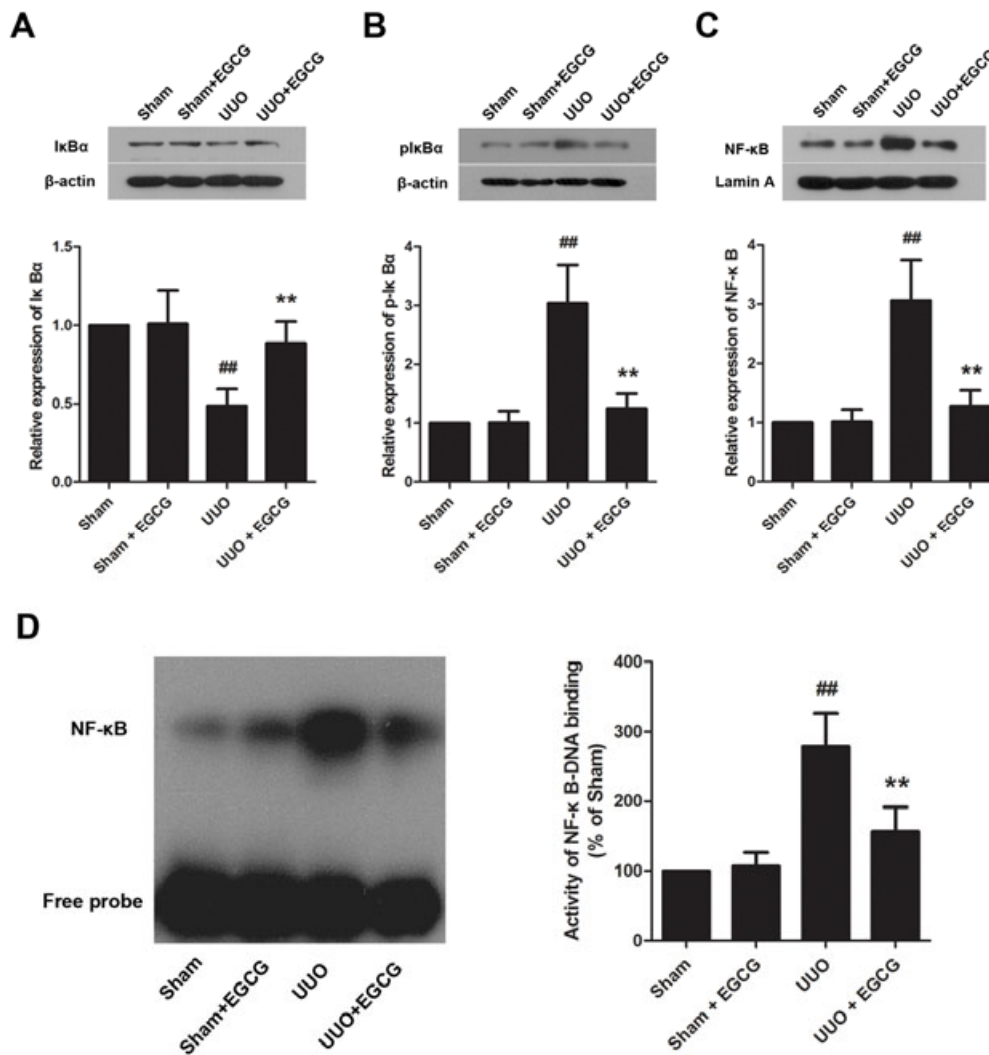 A
Sham
Sham+EGCG
UUO
UUO+EGCG
IκBα
β-actin
Relative expression of Iκ Bα
1.5
1.0
0.5
0.0
##
**
Sham
Sham + EGCG
UUO
UUO + EGCG
B
Sham
Sham+EGCG
UUO
UUO+EGCG
pIκBα
β-actin
Relative expression of p-Iκ Bα
4
3
2
1
0
##
**
Sham
Sham + EGCG
UUO
UUO + EGCG
C
Sham
Sham+EGCG
UUO
UUO+EGCG
NF-κB
Lamin A
Relative expression of NF-κ B
4
3
2
1
0
##
**
Sham
Sham + EGCG
UUO
UUO + EGCG
D
NF-κB
Free probe
Sham
Sham+EGCG
UUO
UUO+EGCG
Activity of NF-κ B-DNA binding
(% of Sham)
400
300
200
100
0
##
**
Sham
Sham + EGCG
UUO
UUO + EGCG